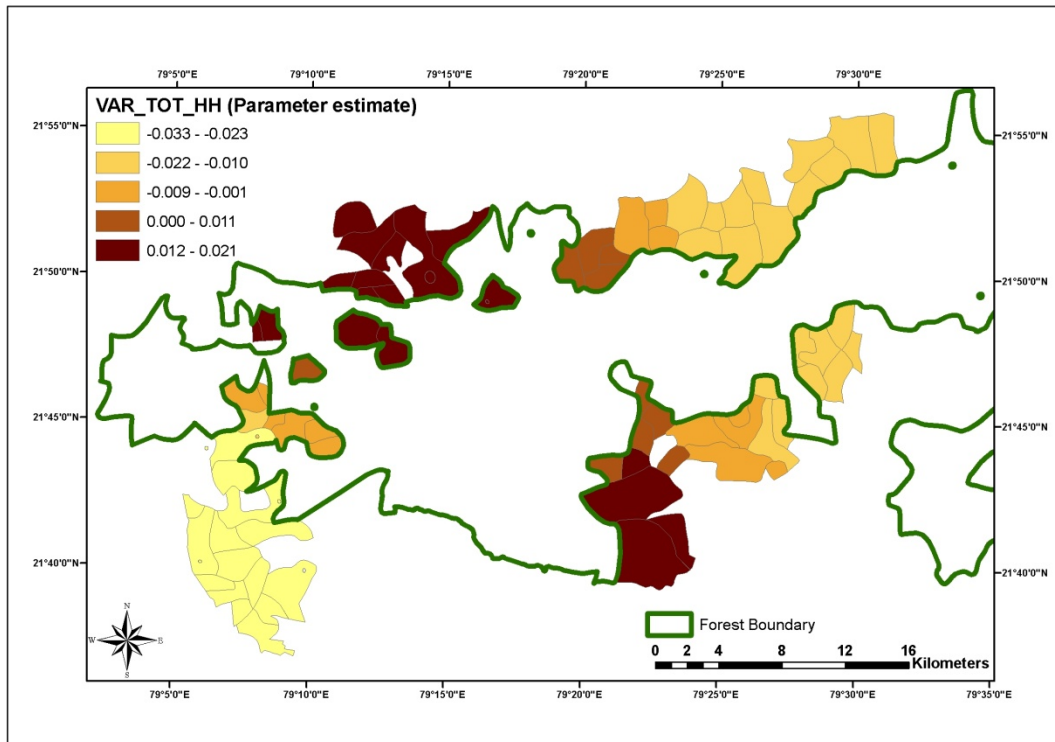 79°5'0"E 79°10'0"E 79°15'0"E 79°20'0"E 79°25'0"E 79°30'0"E
VAR_TOT_HH (Parameter estimate)
-0.033 - -0.023
-0.022 - -0.010
-0.009 - -0.001
0.000 - 0.011
0.012 - 0.021
21°55'0"N 21°55'0"N
21°50'0"N 21°50'0"N
21°45'0"N 21°45'0"N
21°40'0"N 21°40'0"N
N
W E
S
Forest Boundary
0 2 4 8 12 16
Kilometers
79°5'0"E 79°10'0"E 79°15'0"E 79°20'0"E 79°25'0"E 79°30'0"E 79°35'0"E